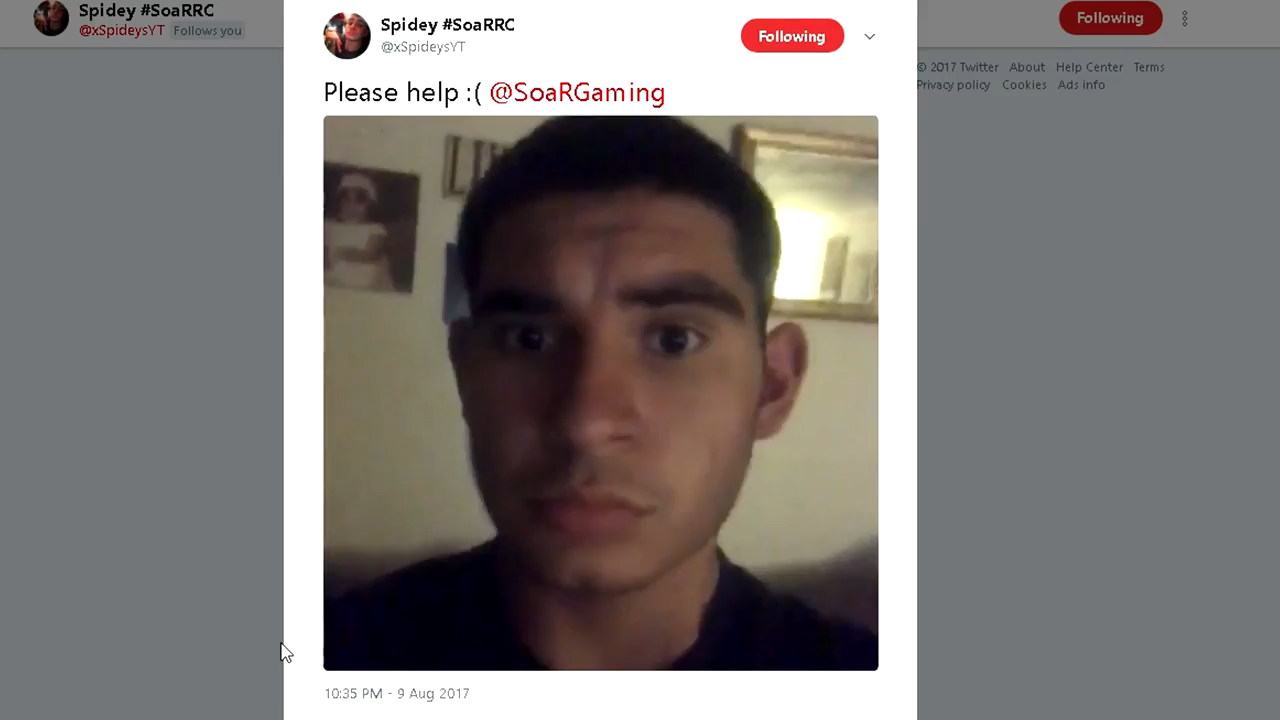 Spidey #SoaRRC
@xSpideysYT Follows you
Following
Spidey #SoaRRC
@xSpideysYT
Following
Please help :( @SoaRGaming
10:35 PM - 9 Aug 2017
© 2017 Twitter About Help Center Terms
Privacy policy Cookies Ads info